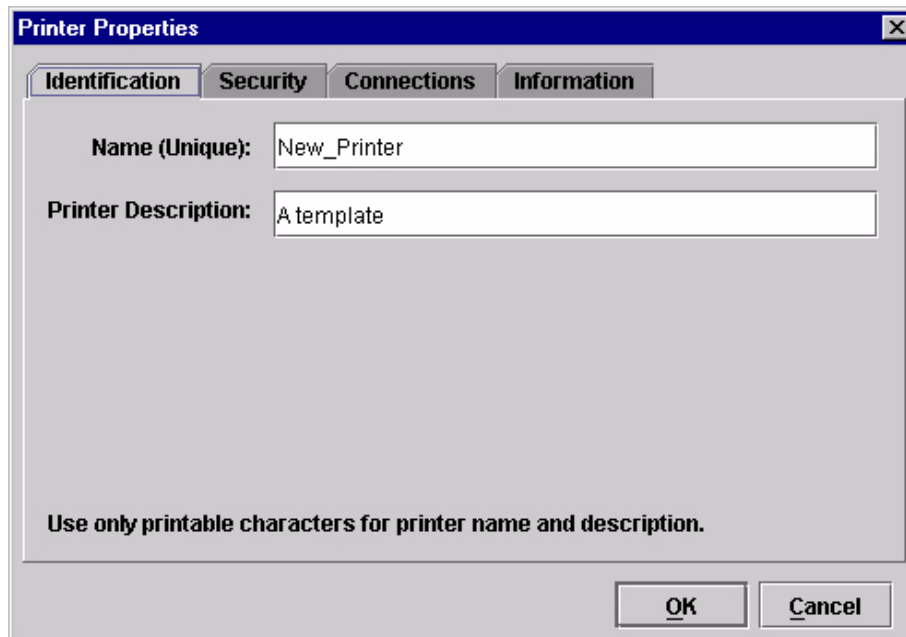 Printer Properties
Identification Security Connections Information
Name (Unique): New_Printer
Printer Description: A template
Use only printable characters for printer name and description.
OK Cancel